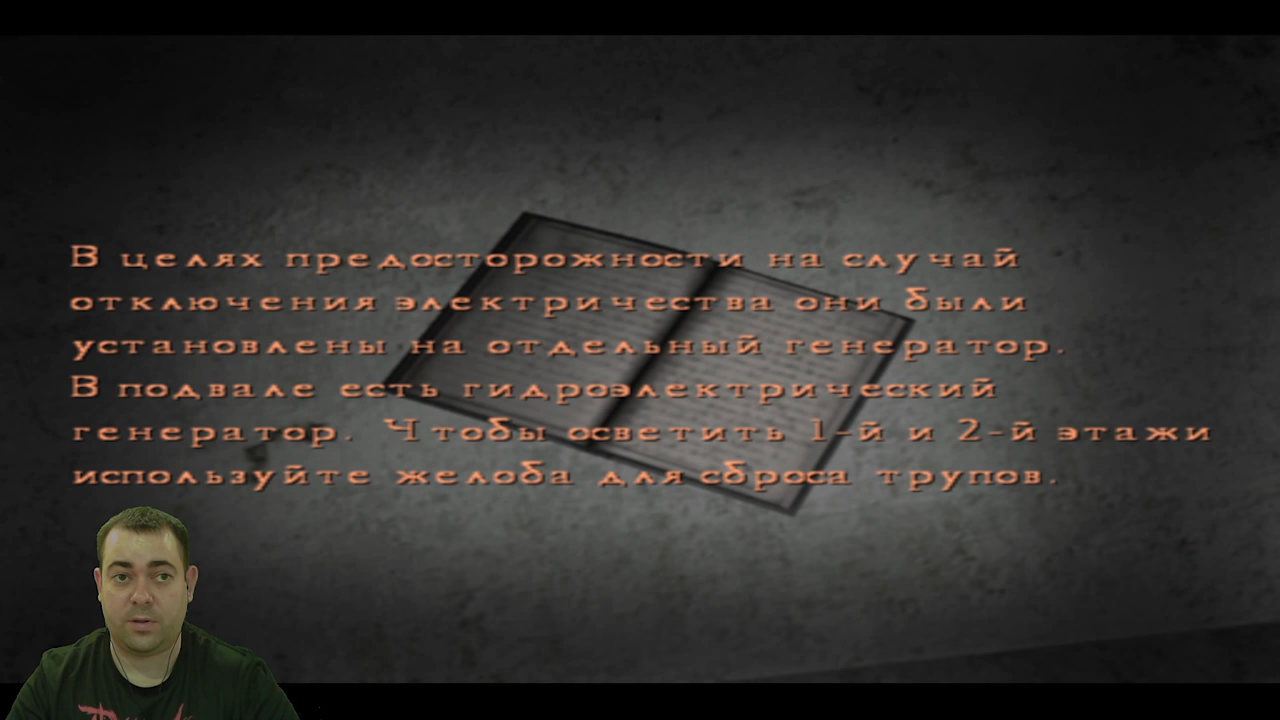 В целях предосторожности на случай
отключения электричества они были
установлены на отдельный генератор.
В подвале есть гидроэлектрический
генератор. Чтобы осветить 1-й и 2-й этажи
используйте желоба для сброса трупов.